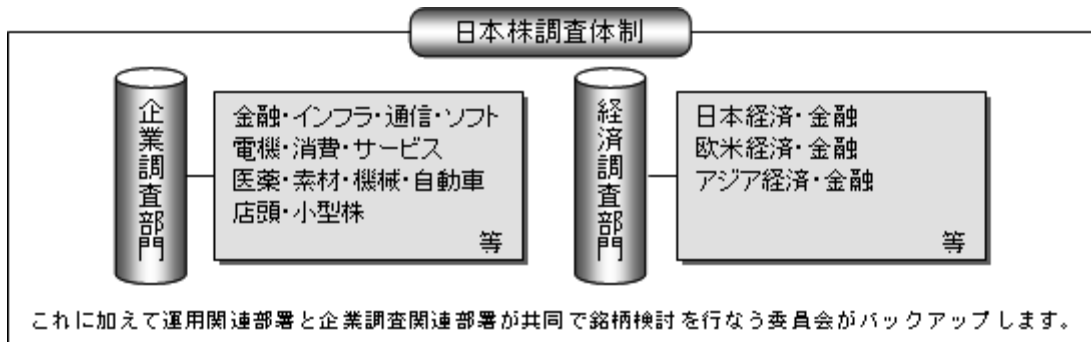 日本株調査体制
企業調査部門
金融・インフラ・通信・ソフト
電機・消費・サービス
医薬・素材・機械・自動車
店頭・小型株
等
経済調査部門
日本経済・金融
欧米経済・金融
アジア経済・金融
等
これに加えて運用関連部署と企業調査関連部署が共同で銘柄検討を行なう委員会がバックアップします。